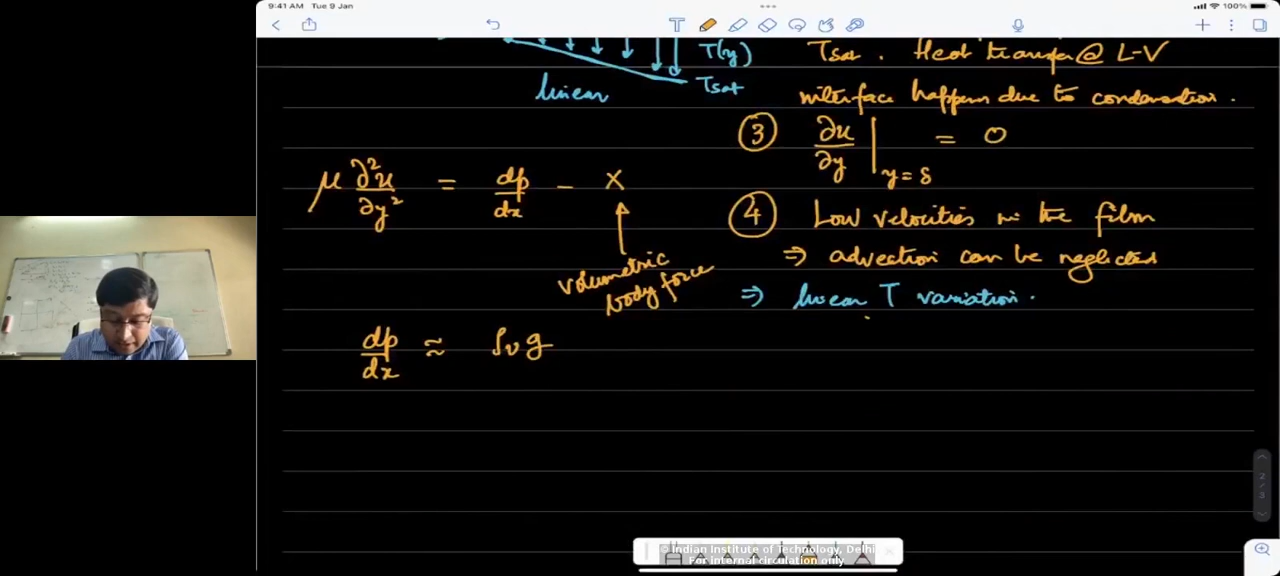 9:41 AM Tue 9 Jan
100%
T(y)
Tsat
linear
Tsat . Heat transfer @ L-V
interface happens due to condensation.
③ ∂u/∂y | y=δ = 0
μ ∂²u/∂y² = dp/dx - X
volumetric
body force
④ Low velocities in the film
⇒ advection can be neglected
⇒ linear T variation.
dp/dx ≈ ρv g
2 / 3
© Indian Institute of Technology, Delhi
For internal circulation only